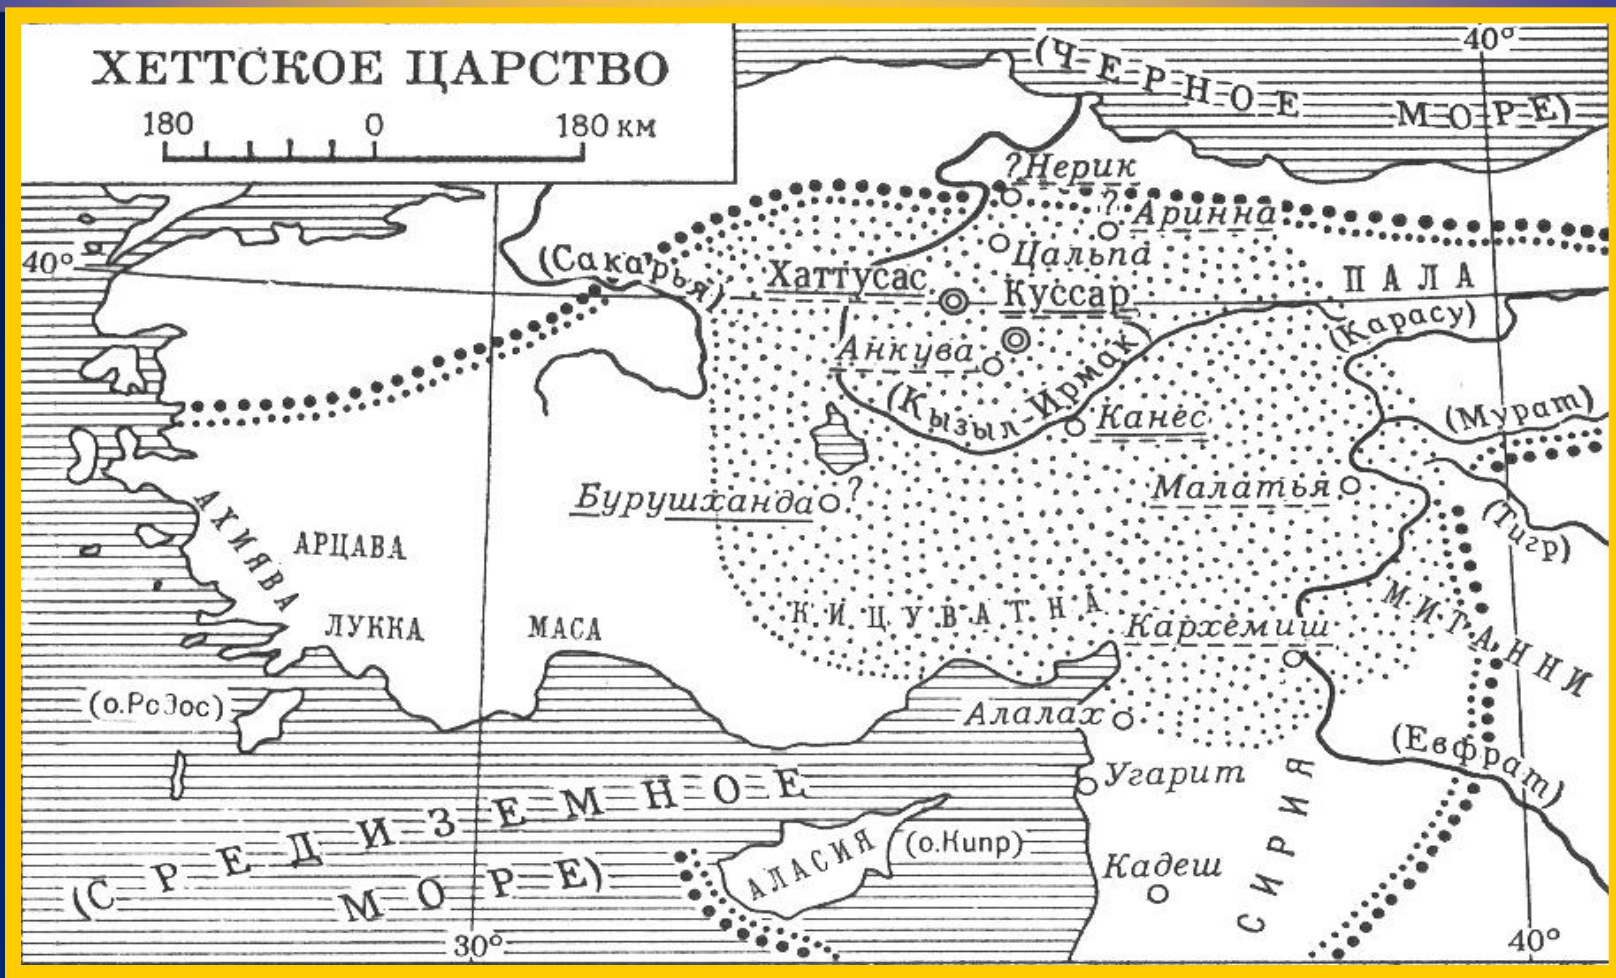 ХЕТТСКОЕ ЦАРСТВО
180 0 180 км
40°
(ЧЕРНОЕ МОРЕ)
?Нерик
? Аринна
Цальпа
40°
(Сакарья)
Хаттусас
Куссар
ПАЛА
(Карасу)
Анкува
(Кызыл-Ирмак)
Канес
(Мурат)
Бурушханда ?
Малатья
(Тигр)
АХИЯВА
АРЦАВА
ЛУККА
МАСА
КИЦУВАТНА
Кархемиш
МИТАННИ
(о.Родос)
Алалах
(Евфрат)
Угарит
СИРИЯ
(СРЕДИЗЕМНОЕ
МОРЕ)
АЛАСИЯ
(о.Кипр)
Кадеш
30°
40°